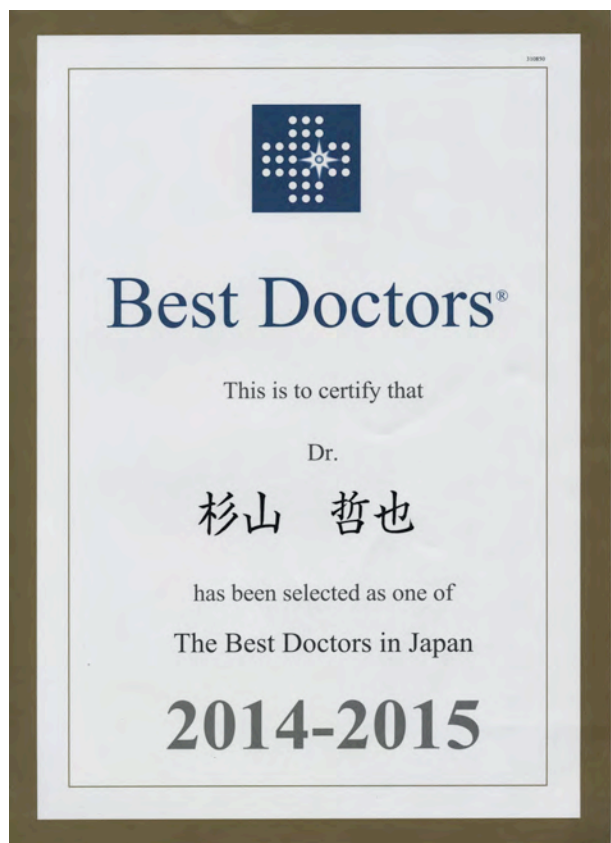 310850
Best Doctors®
This is to certify that
Dr.
杉山　哲也
has been selected as one of
The Best Doctors in Japan
2014-2015